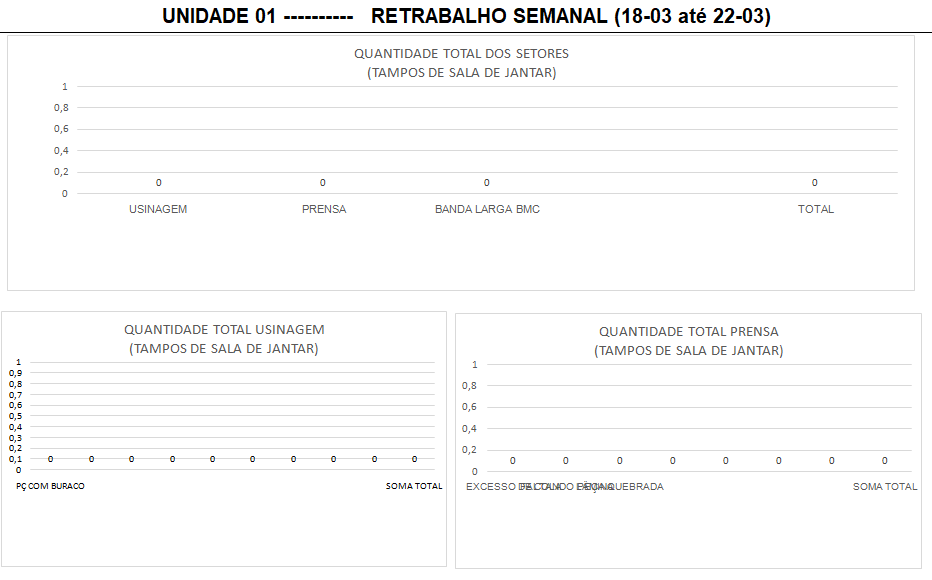 UNIDADE 01 ---------- RETRABALHO SEMANAL (18-03 até 22-03)
QUANTIDADE TOTAL DOS SETORES
(TAMPOS DE SALA DE JANTAR)
1
0,8
0,6
0,4
0,2
0
0 0 0 0
USINAGEM PRENSA BANDA LARGA BMC TOTAL
QUANTIDADE TOTAL USINAGEM
(TAMPOS DE SALA DE JANTAR)
1
0,9
0,8
0,7
0,6
0,5
0,4
0,3
0,2
0,1
0
0 0 0 0 0 0 0 0 0 0
PÇ COM BURACO SOMA TOTAL
QUANTIDADE TOTAL PRENSA
(TAMPOS DE SALA DE JANTAR)
1
0,8
0,6
0,4
0,2
0
0 0 0 0 0 0 0 0
EXCESSO DE QUEBRADA SOMA TOTAL